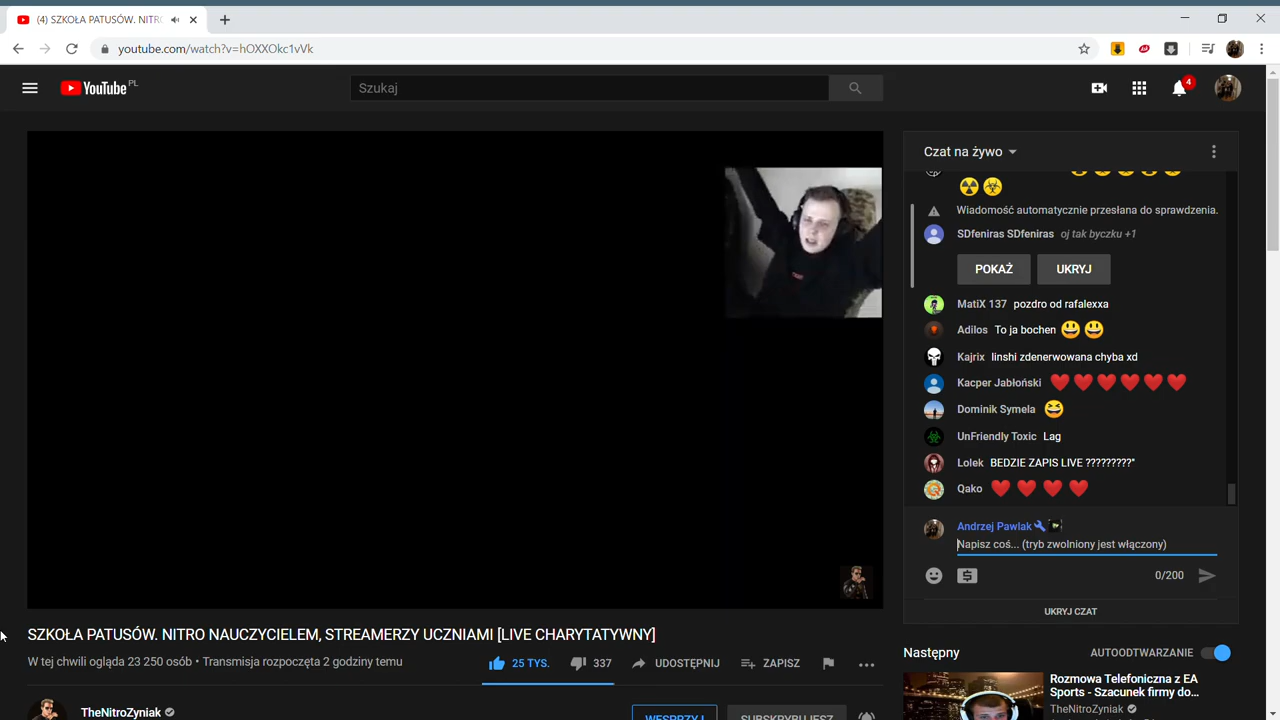 (4) SZKOŁA PATUSÓW. NITR
youtube.com/watch?v=hOXXOkc1vVk
YouTube PL
Szukaj
4
Czat na żywo
Wiadomość automatycznie przesłana do sprawdzenia.
SDfeniras SDfeniras oj tak byczku +1
POKAŻ UKRYJ
MatiX 137 pozdro od rafalexxa
Adilos To ja bochen
Kajrix linshi zdenerwowana chyba xd
Kacper Jabłoński
Dominik Symela
UnFriendly Toxic Lag
Lolek BEDZIE ZAPIS LIVE ?????????"
Qako
Andrzej Pawlak
Napisz coś... (tryb zwolniony jest włączony)
0/200
UKRYJ CZAT
SZKOŁA PATUSÓW. NITRO NAUCZYCIELEM, STREAMERZY UCZNIAMI [LIVE CHARYTATYWNY]
W tej chwili ogląda 23 250 osób • Transmisja rozpoczęta 2 godziny temu
25 TYS. 337 UDOSTĘPNIJ ZAPISZ
TheNitroZyniak
WESPRZYJ SUBSKRYBUJESZ
Następny AUTOODTWARZANIE
Rozmowa Telefoniczna z EA
Sports - Szacunek firmy do...
TheNitroZyniak